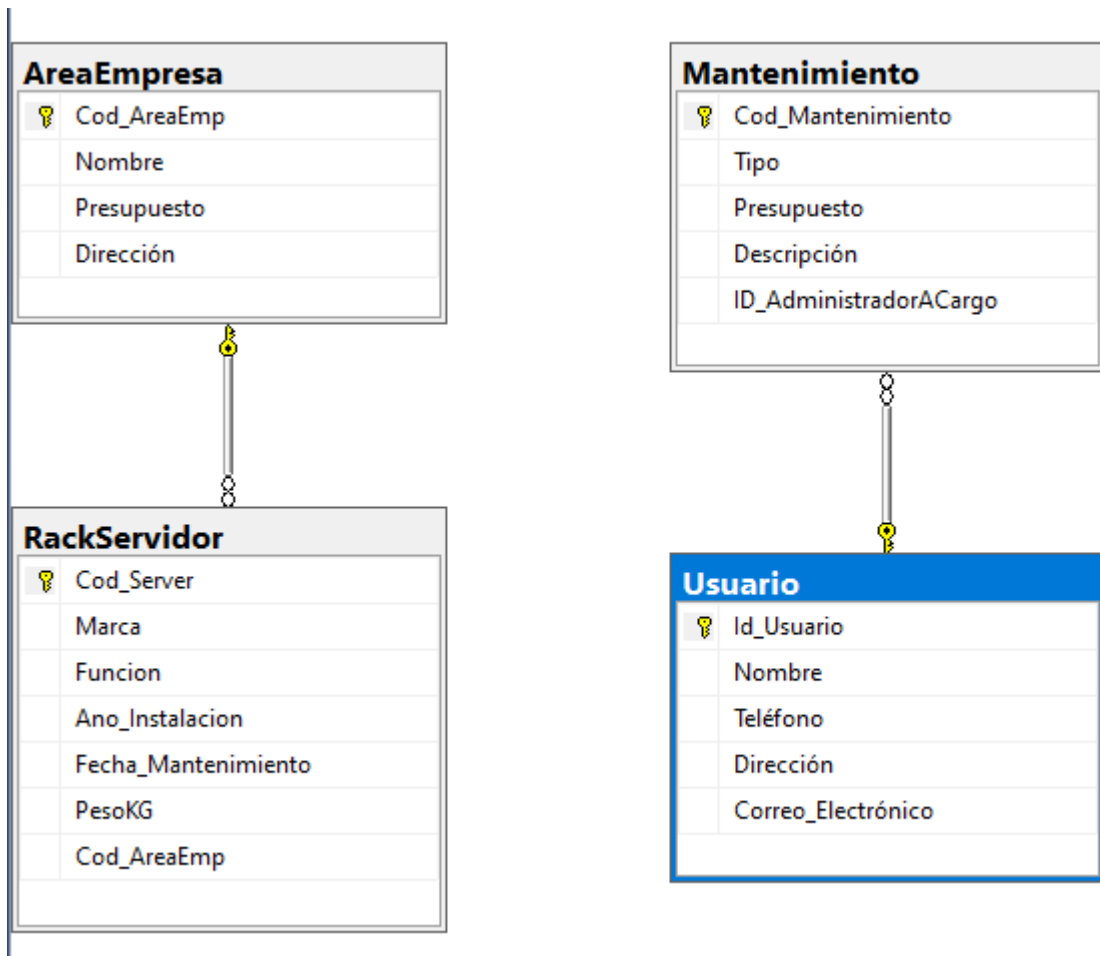 AreaEmpresa
Cod_AreaEmp
Nombre
Presupuesto
Dirección
RackServidor
Cod_Server
Marca
Funcion
Ano_Instalacion
Fecha_Mantenimiento
PesoKG
Cod_AreaEmp
Mantenimiento
Cod_Mantenimiento
Tipo
Presupuesto
Descripción
ID_AdministradorACargo
Usuario
Id_Usuario
Nombre
Teléfono
Dirección
Correo_Electrónico